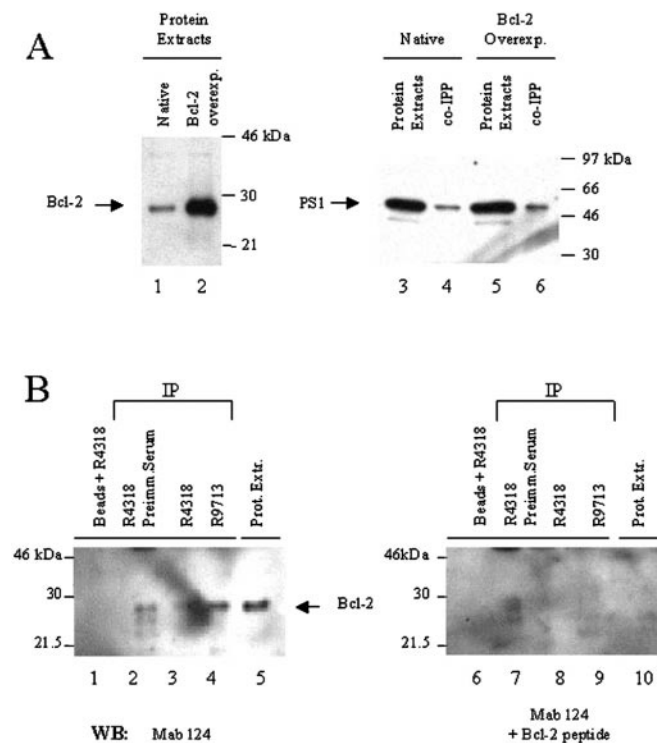 A
Protein
Extracts
Native
Bcl-2
overexp.
46 kDa
30
21
Bcl-2
1 2
Native
Bcl-2
Overexp.
Protein
Extracts
co-IPP
Protein
Extracts
co-IPP
97 kDa
66
46
30
PS1
3 4 5 6
B
IP
Beads + R4318
R4318
Preimm.Serum
R4318
R9713
Prot. Extr.
46 kDa
30
21.5
Bcl-2
1 2 3 4 5
WB: Mab 124
IP
Beads + R4318
R4318
Preimm.Serum
R4318
R9713
Prot. Extr.
46kDa
30
21.5
6 7 8 9 10
Mab 124
+ Bcl-2 peptide